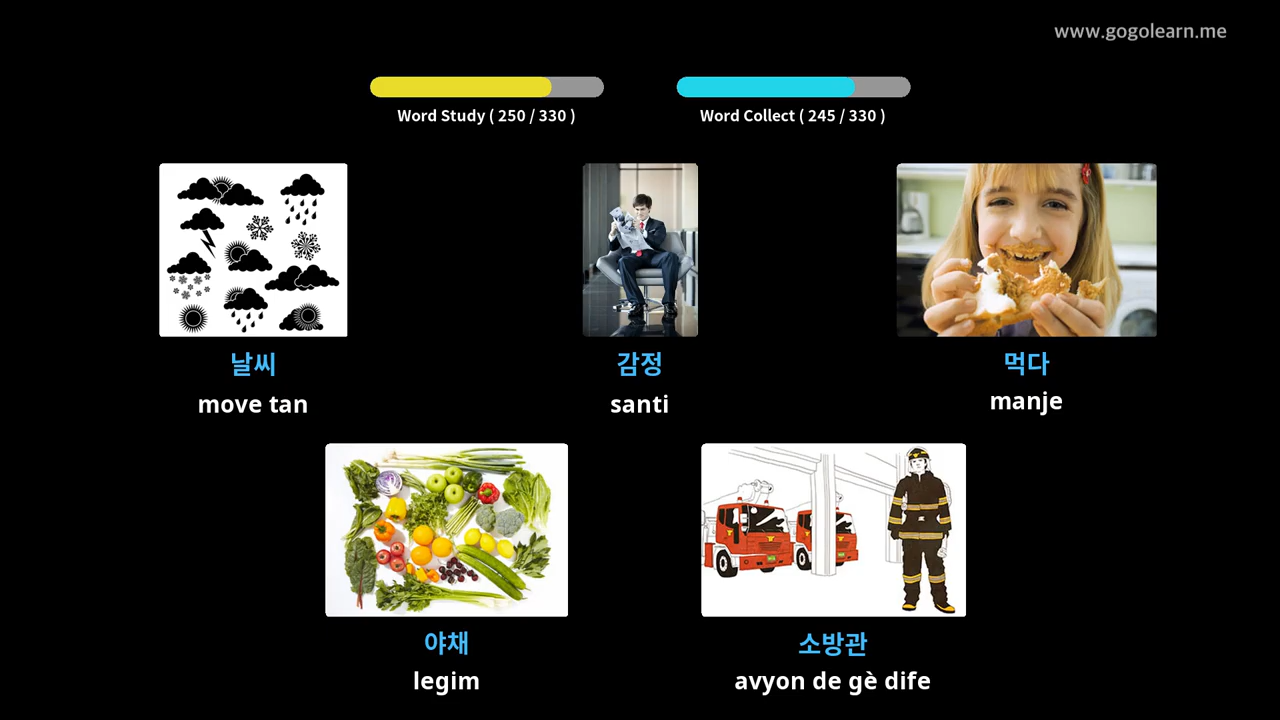 www.gogolearn.me
Word Study ( 250 / 330 )
Word Collect ( 245 / 330 )
날씨
move tan
감정
santi
먹다
manje
야채
legim
소방관
avyon de gè dife